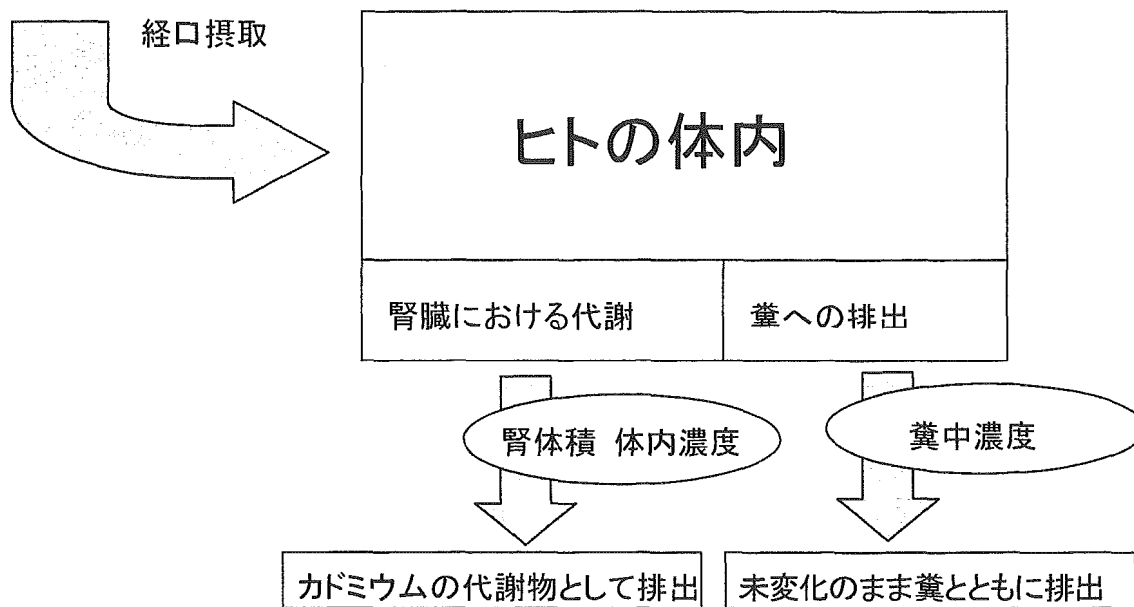 経口摂取
ヒトの体内
腎臓における代謝
糞への排出
腎体積 体内濃度
糞中濃度
カドミウムの代謝物として排出
未変化のまま糞とともに排出